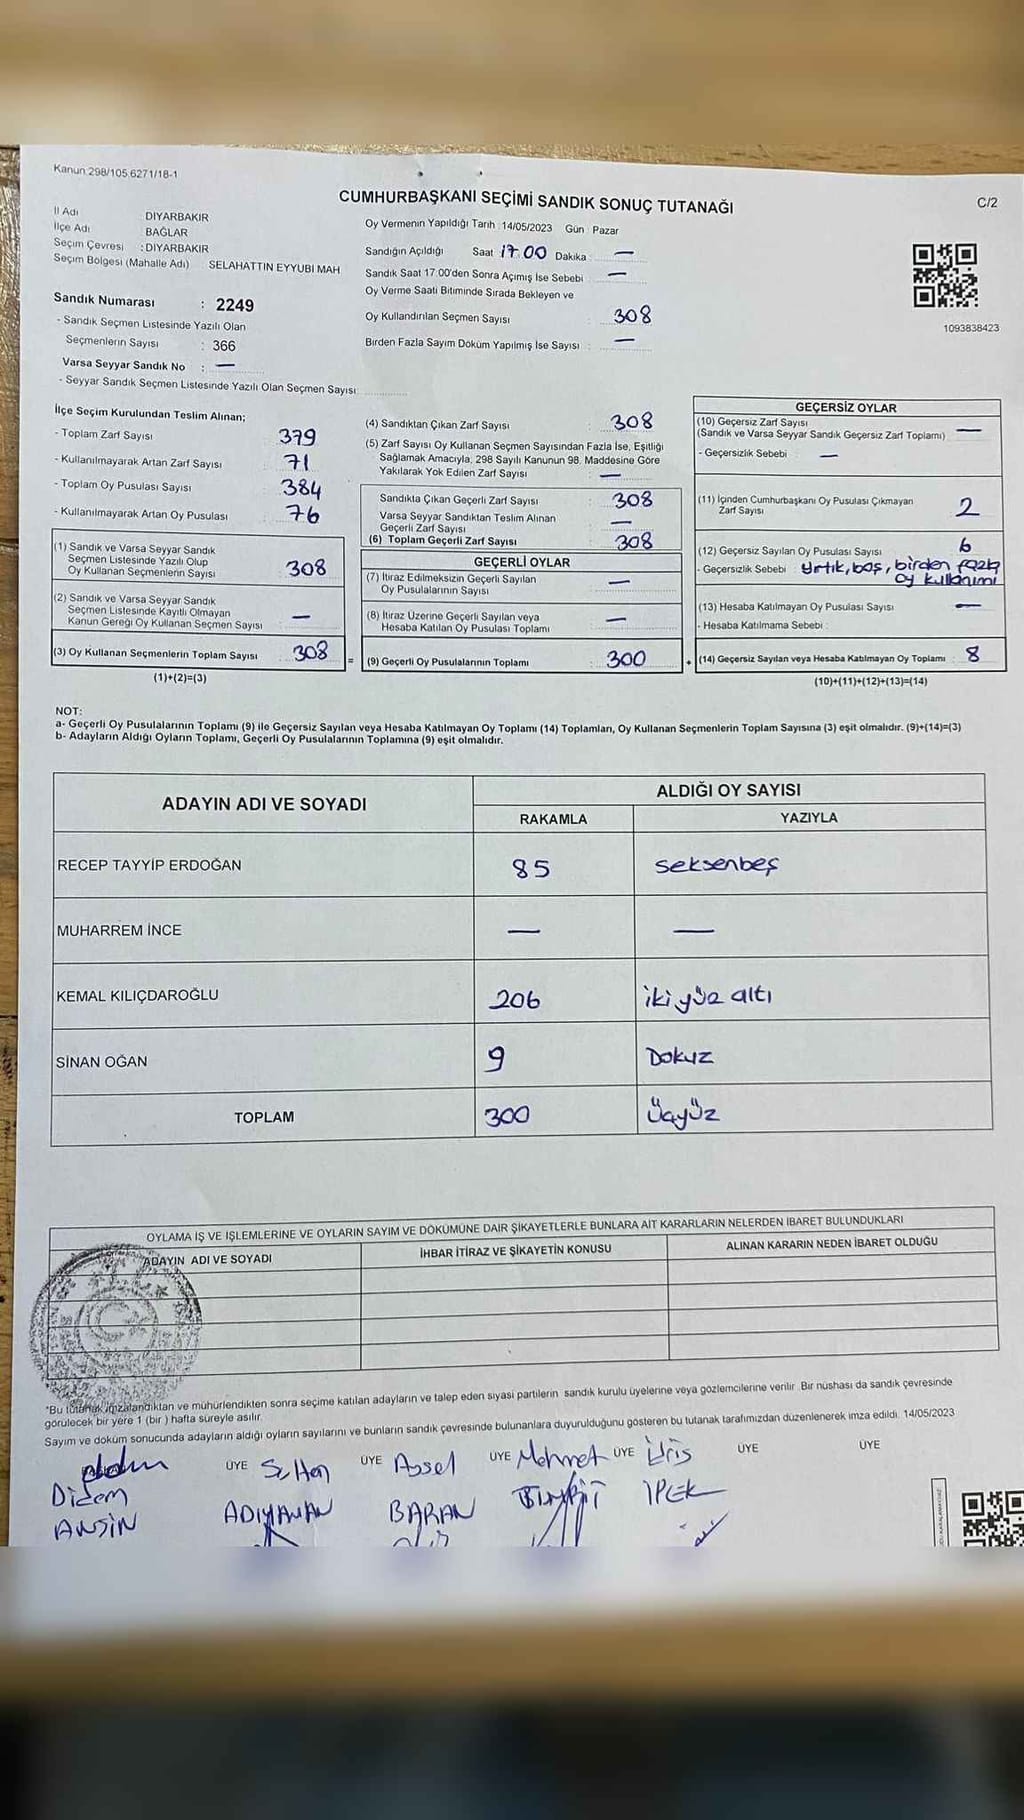 Kanun 298/105,6271/18-1
CUMHURBAŞKANI SEÇİMİ SANDIK SONUÇ TUTANAĞI
C/2
İl Adı DİYARBAKIR
İlçe Adı BAĞLAR
Seçim Çevresi : DİYARBAKIR
Seçim Bölgesi (Mahalle Adı) SELAHATTİN EYYUBİ MAH
Sandık Numarası : 2249
- Sandık Seçmen Listesinde Yazılı Olan
Seçmenlerin Sayısı : 366
Varsa Seyyar Sandık No : —
- Seyyar Sandık Seçmen Listesinde Yazılı Olan Seçmen Sayısı:
Oy Vermenin Yapıldığı Tarih : 14/05/2023 Gün : Pazar
Sandığın Açıldığı Saat 17 00 Dakika : —
Sandık Saat 17:00'den Sonra Açılmış İse Sebebi : —
Oy Verme Saati Bitiminde Sırada Bekleyen ve
Oy Kullandırılan Seçmen Sayısı : 308
Birden Fazla Sayım Döküm Yapılmış İse Sayısı : —
1093838423
İlçe Seçim Kurulundan Teslim Alınan;
- Toplam Zarf Sayısı 379
- Kullanılmayarak Artan Zarf Sayısı 71
- Toplam Oy Pusulası Sayısı 384
- Kullanılmayarak Artan Oy Pusulası 76
(1) Sandık ve Varsa Seyyar Sandık
Seçmen Listesinde Yazılı Olup
Oy Kullanan Seçmenlerin Sayısı 308
(2) Sandık ve Varsa Seyyar Sandık
Seçmen Listesinde Kayıtlı Olmayan
Kanun Gereği Oy Kullanan Seçmen Sayısı —
(3) Oy Kullanan Seçmenlerin Toplam Sayısı 308 =
(1)+(2)=(3)
(4) Sandıktan Çıkan Zarf Sayısı : 308
(5) Zarf Sayısı Oy Kullanan Seçmen Sayısından Fazla İse, Eşitliği
Sağlamak Amacıyla, 298 Sayılı Kanunun 98. Maddesine Göre
Yakılarak Yok Edilen Zarf Sayısı : —
Sandıkta Çıkan Geçerli Zarf Sayısı : 308
Varsa Seyyar Sandıktan Teslim Alınan
Geçerli Zarf Sayısı : —
(6) Toplam Geçerli Zarf Sayısı : 308
GEÇERLİ OYLAR
(7) İtiraz Edilmeksizin Geçerli Sayılan
Oy Pusulalarının Sayısı : —
(8) İtiraz Üzerine Geçerli Sayılan veya
Hesaba Katılan Oy Pusulası Toplamı : —
(9) Geçerli Oy Pusulalarının Toplamı : 300 +
GEÇERSİZ OYLAR
(10) Geçersiz Zarf Sayısı
(Sandık ve Varsa Seyyar Sandık Geçersiz Zarf Toplamı) —
- Geçersizlik Sebebi : —
(11) İçinden Cumhurbaşkanı Oy Pusulası Çıkmayan
Zarf Sayısı 2
(12) Geçersiz Sayılan Oy Pusulası Sayısı 6
- Geçersizlik Sebebi : Yırtık, boş, birden fazla
oy kullanımı
(13) Hesaba Katılmayan Oy Pusulası Sayısı —
- Hesaba Katılmama Sebebi :
(14) Geçersiz Sayılan veya Hesaba Katılmayan Oy Toplamı : 8
(10)+(11)+(12)+(13)=(14)
NOT:
a- Geçerli Oy Pusulalarının Toplamı (9) ile Geçersiz Sayılan veya Hesaba Katılmayan Oy Toplamı (14) Toplamları, Oy Kullanan Seçmenlerin Toplam Sayısına (3) eşit olmalıdır. (9)+(14)=(3)
b- Adayların Aldığı Oyların Toplamı, Geçerli Oy Pusulalarının Toplamına (9) eşit olmalıdır.
ADAYIN ADI VE SOYADI
ALDIĞI OY SAYISI
RAKAMLA YAZIYLA
RECEP TAYYİP ERDOĞAN 85 seksenbeş
MUHARREM İNCE — —
KEMAL KILIÇDAROĞLU 206 iki yüz altı
SİNAN OĞAN 9 Dokuz
TOPLAM 300 Üçyüz
OYLAMA İŞ VE İŞLEMLERİNE VE OYLARIN SAYIM VE DÖKÜMÜNE DAİR ŞİKAYETLERLE BUNLARA AİT KARARLARIN NELERDEN İBARET BULUNDUKLARI
ADAYIN ADI VE SOYADI İHBAR İTİRAZ VE ŞİKAYETİN KONUSU ALINAN KARARIN NEDEN İBARET OLDUĞU
*Bu tutanak imzalandıktan ve mühürlendikten sonra seçime katılan adayların ve talep eden siyasi partilerin sandık kurulu üyelerine veya gözlemcilerine verilir. Bir nüshası da sandık çevresinde
görülecek bir yere 1 (bir ) hafta süreyle asılır.
Sayım ve döküm sonucunda adayların aldığı oyların sayılarını ve bunların sandık çevresinde bulunanlara duyurulduğunu gösteren bu tutanak tarafımızdan düzenlenerek imza edildi. 14/05/2023
ÜYE Sultan ÜYE Aysel ÜYE Mehmet ÜYE İdris ÜYE ÜYE
Didem
ADIYAMAN BARAN İPEK